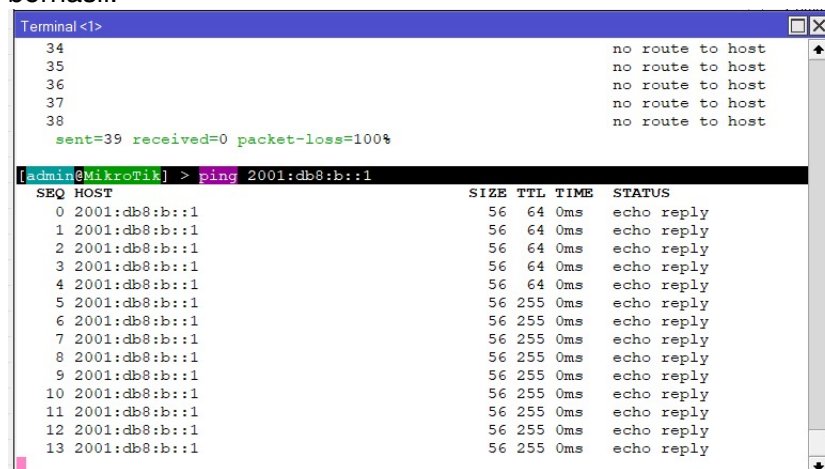 Terminal <1>
34 no route to host
35 no route to host
36 no route to host
37 no route to host
38 no route to host
sent=39 received=0 packet-loss=100%
[admin@MikroTik] > ping 2001:db8:b::1
SEQ HOST SIZE TTL TIME STATUS
0 2001:db8:b::1 56 64 0ms echo reply
1 2001:db8:b::1 56 64 0ms echo reply
2 2001:db8:b::1 56 64 0ms echo reply
3 2001:db8:b::1 56 64 0ms echo reply
4 2001:db8:b::1 56 64 0ms echo reply
5 2001:db8:b::1 56 255 0ms echo reply
6 2001:db8:b::1 56 255 0ms echo reply
7 2001:db8:b::1 56 255 0ms echo reply
8 2001:db8:b::1 56 255 0ms echo reply
9 2001:db8:b::1 56 255 0ms echo reply
10 2001:db8:b::1 56 255 0ms echo reply
11 2001:db8:b::1 56 255 0ms echo reply
12 2001:db8:b::1 56 255 0ms echo reply
13 2001:db8:b::1 56 255 0ms echo reply